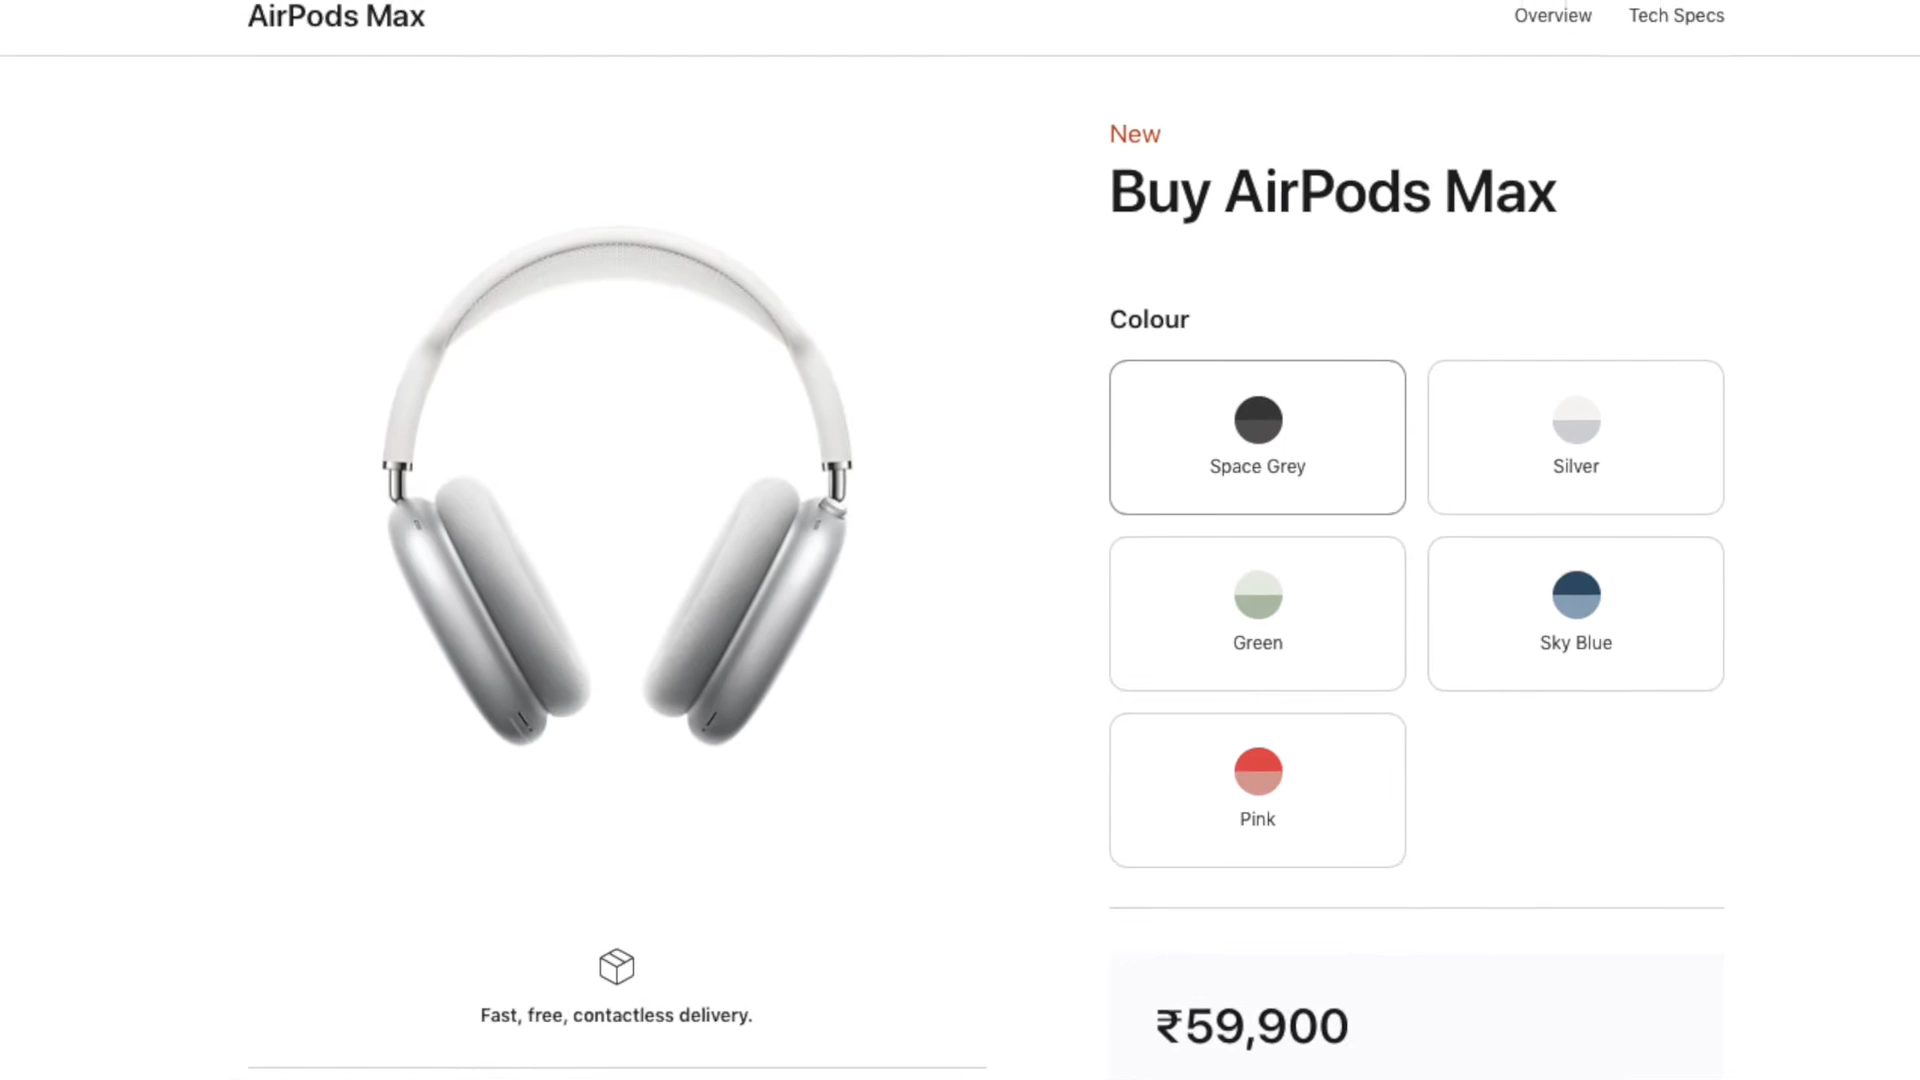 AirPods Max
Overview
Tech Specs
New
Buy AirPods Max
Colour
Space Grey
Silver
Green
Sky Blue
Pink
Fast, free, contactless delivery.
₹59,900